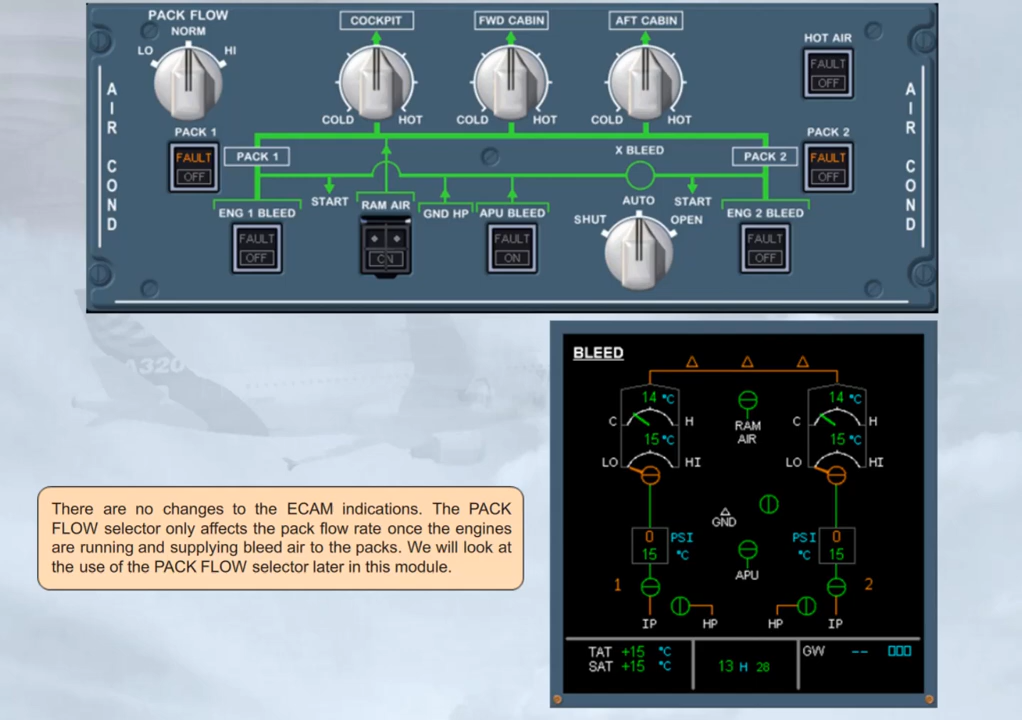 PACK FLOW
NORM
LO
HI
COCKPIT
FWD CABIN
AFT CABIN
HOT AIR
FAULT
OFF
COLD
HOT
COLD
HOT
COLD
HOT
AIR COND
AIR COND
PACK 1
FAULT
OFF
PACK 1
X BLEED
PACK 2
PACK 2
FAULT
OFF
START
RAM AIR
GND HP
APU BLEED
AUTO
START
SHUT
OPEN
ENG 1 BLEED
ENG 2 BLEED
FAULT
OFF
ON
FAULT
ON
FAULT
OFF
A320
BLEED
14 °C
14 °C
C
H
RAM
AIR
C
H
15 °C
15 °C
LO
HI
LO
HI
GND
0 PSI
15 °C
PSI 0
°C 15
APU
1
2
IP
HP
HP
IP
TAT +15 °C
SAT +15 °C
13 H 28
GW --
There are no changes to the ECAM indications. The PACK
FLOW selector only affects the pack flow rate once the engines
are running and supplying bleed air to the packs. We will look at
the use of the PACK FLOW selector later in this module.